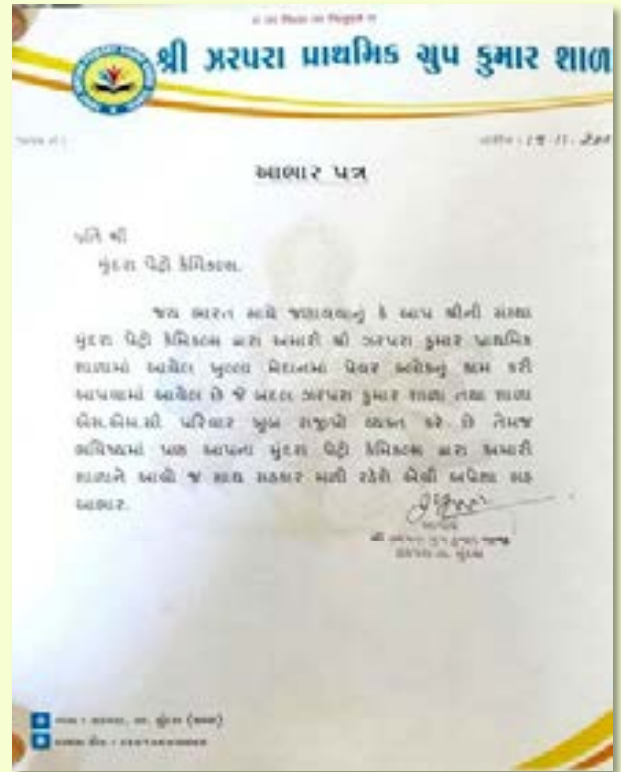 શ્રી ઝરપરા પ્રાથમિક ગ્રુપ કુમાર શાળ
આભાર પત્ર
પ્રતિ શ્રી
મુંદરા પેટ્રો કેમિકલ્સ.
જય ભારત સાથે જણાવવાનું કે આપ શ્રીની સંસ્થા
મુંદરા પેટ્રો કેમિકલ્સ દ્વારા અમારી શ્રી ઝરપરા કુમાર પ્રાથમિક
શાળામાં આવેલ ખુલ્લા મેદાનમાં પેવર બ્લોકનું કામ કરી
આપવામાં આવેલ છે જે બદલ ઝરપરા કુમાર શાળા તથા શાળા
એસ.એમ.સી. પરિવાર ખુબ રાજીપો વ્યક્ત કરે છે તેમજ
ભવિષ્યમાં પણ આપના મુંદરા પેટ્રો કેમિકલ્સ દ્વારા અમારી
શાળાને આવો જ સાથ સહકાર મળી રહેશે એવી અપેક્ષા સહ
આભાર.
આચાર્ય